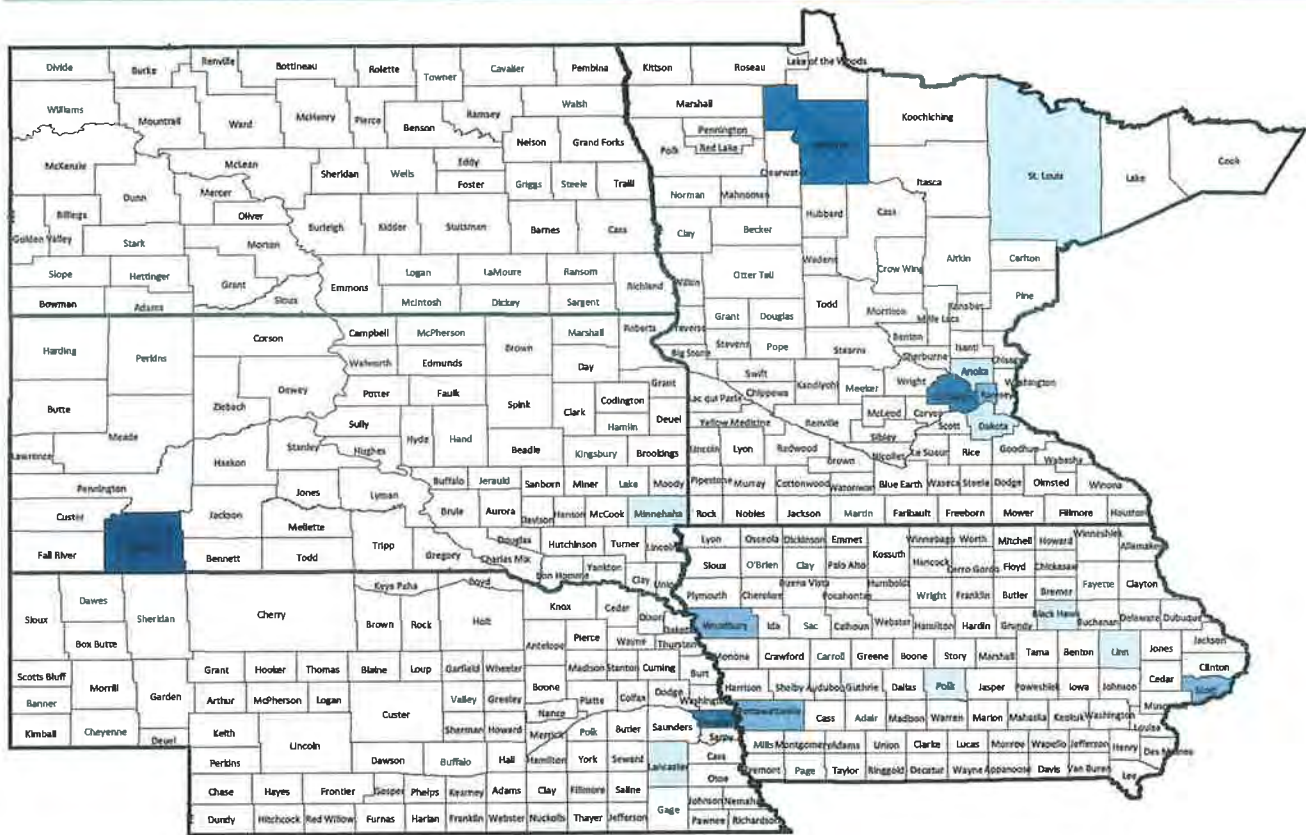 Divide Burke Renville Bottineau Rolette Towner Cavalier Pembina Kittson Roseau Lake of the Woods
Williams Mountrail Ward McHenry Pierce Benson Ramsey Walsh Marshall Koochiching
Nelson Grand Forks Polk Pennington Red Lake Cook
McKenzie McLean Sheridan Wells Eddy Foster Griggs Steele Traill Clearwater Itasca St. Louis Lake
Dunn Mercer Oliver Norman Mahnomen Hubbard Cass
Billings Golden Valley Stark Morton Burleigh Kidder Stutsman Barnes Cass Clay Becker
Slope Hettinger Grant Sioux Emmons Logan LaMoure Ransom Richland Wilkin Otter Tail Wadena Crow Wing Aitkin Carlton
Bowman Adams McIntosh Dickey Sargent Todd Morrison Mille Lacs Kanabec Pine
Harding Perkins Corson Campbell McPherson Brown Marshall Roberts Traverse Grant Douglas
Walworth Edmunds Day Big Stone Stevens Pope Stearns Benton Sherburne Isanti Chisago
Butte Meade Ziebach Dewey Potter Faulk Spink Clark Codington Grant Swift Kandiyohi Meeker Wright Anoka Washington
Sully Hyde Hand Hamlin Deuel Lac qui Parle Chippewa McLeod Carver Ramsey
Lawrence Haakon Stanley Hughes Beadle Kingsbury Brookings Yellow Medicine Renville Sibley Scott Dakota
Lincoln Lyon Redwood Brown Nicollet Le Sueur Rice Goodhue Wabasha
Pennington Jones Lyman Buffalo Jerauld Sanborn Miner Lake Moody Pipestone Murray Cottonwood Watonwan Blue Earth Waseca Steele Dodge Olmsted Winona
Custer Jackson Mellette Brule Aurora Davison Hanson McCook Minnehaha Rock Nobles Jackson Martin Faribault Freeborn Mower Fillmore Houston
Fall River Bennett Todd Tripp Gregory Douglas Charles Mix Hutchinson Turner Lincoln
Bon Homme Yankton Clay Union
Lyon Osceola Dickinson Emmet Kossuth Winnebago Worth Mitchell Howard Winneshiek Allamakee
Sioux O'Brien Clay Palo Alto Hancock Cerro Gordo Floyd Chickasaw Fayette Clayton
Plymouth Cherokee Buena Vista Pocahontas Humboldt Wright Franklin Butler Bremer
Woodbury Ida Sac Calhoun Webster Hamilton Hardin Grundy Black Hawk Buchanan Delaware Dubuque
Monona Crawford Carroll Greene Boone Story Marshall Tama Benton Linn Jones Jackson
Harrison Shelby Audubon Guthrie Dallas Polk Jasper Poweshiek Iowa Johnson Cedar Clinton Scott
Pottawattamie Cass Adair Madison Warren Marion Mahaska Keokuk Washington Louisa
Mills Montgomery Adams Union Clarke Lucas Monroe Wapello Jefferson Henry Des Moines
Page Taylor Ringgold Decatur Wayne Appanoose Davis Van Buren Lee
Sioux Dawes Sheridan Cherry Keya Paha Boyd Knox Cedar Dixon Dakota
Box Butte Brown Rock Holt Antelope Pierce Wayne Thurston
Scotts Bluff Morrill Garden Grant Hooker Thomas Blaine Loup Garfield Wheeler Boone Madison Stanton Cuming Burt
Banner Arthur McPherson Logan Custer Valley Greeley Nance Platte Colfax Dodge Washington
Kimball Cheyenne Deuel Keith Lincoln Sherman Howard Merrick Polk Butler Saunders Sarpy
Perkins Dawson Buffalo Hall Hamilton York Seward Lancaster Cass Otoe
Chase Hayes Frontier Gosper Phelps Kearney Adams Clay Fillmore Saline Gage Johnson Nemaha
Dundy Hitchcock Red Willow Furnas Harlan Franklin Webster Nuckolls Thayer Jefferson Pawnee Richardson